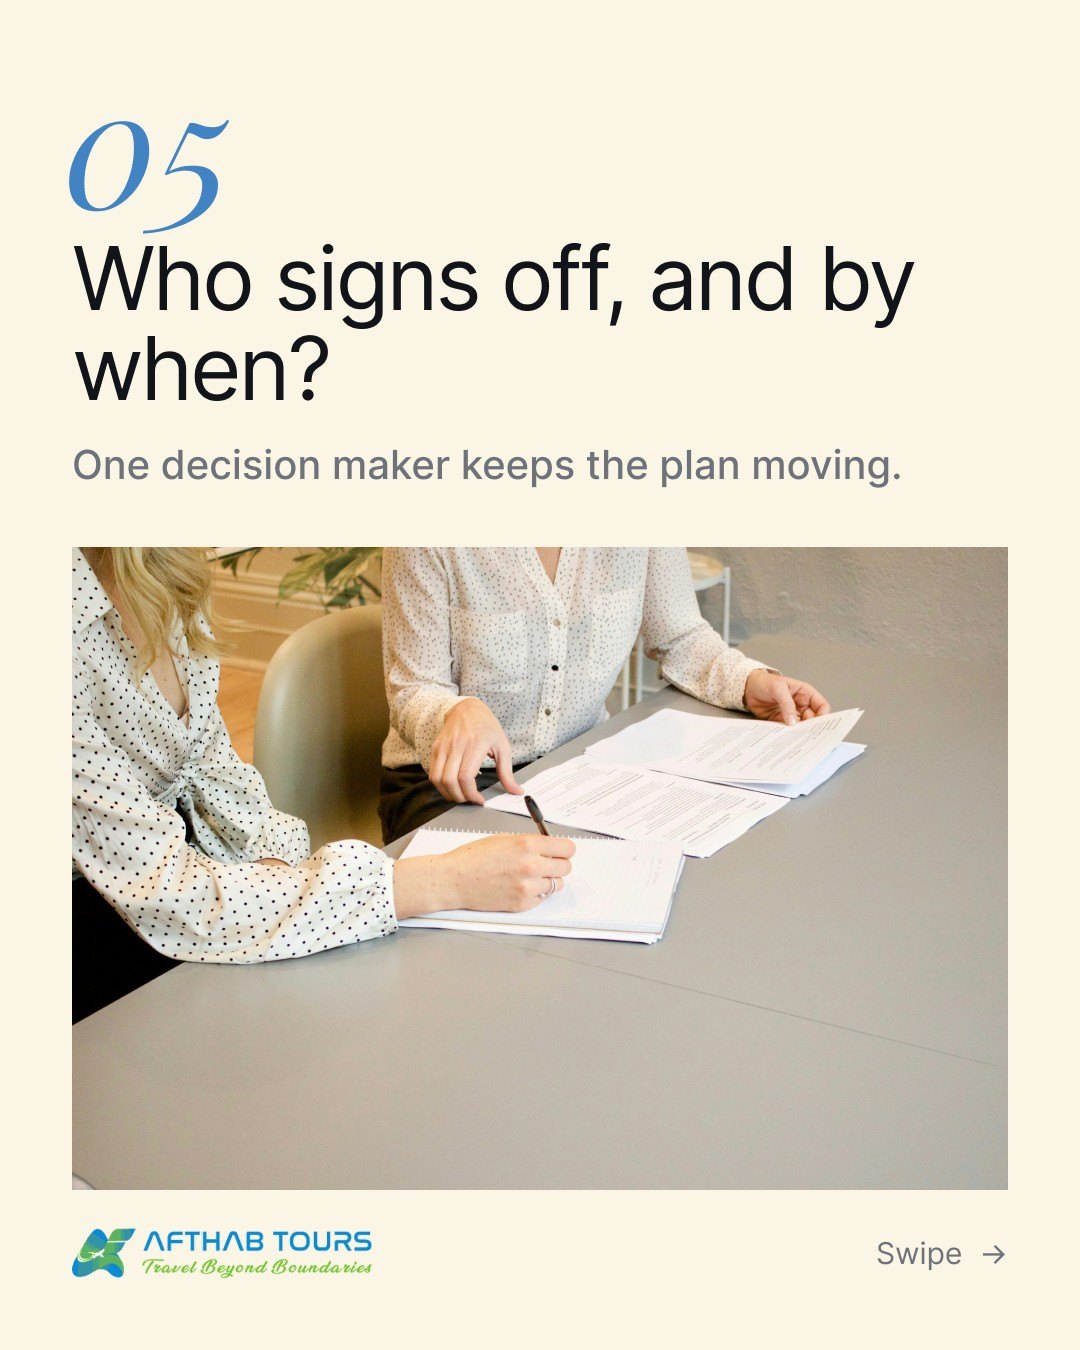 05
Who signs off, and by
when?
One decision maker keeps the plan moving.
AFTHAB TOURS
Travel Beyond Boundaries
Swipe →